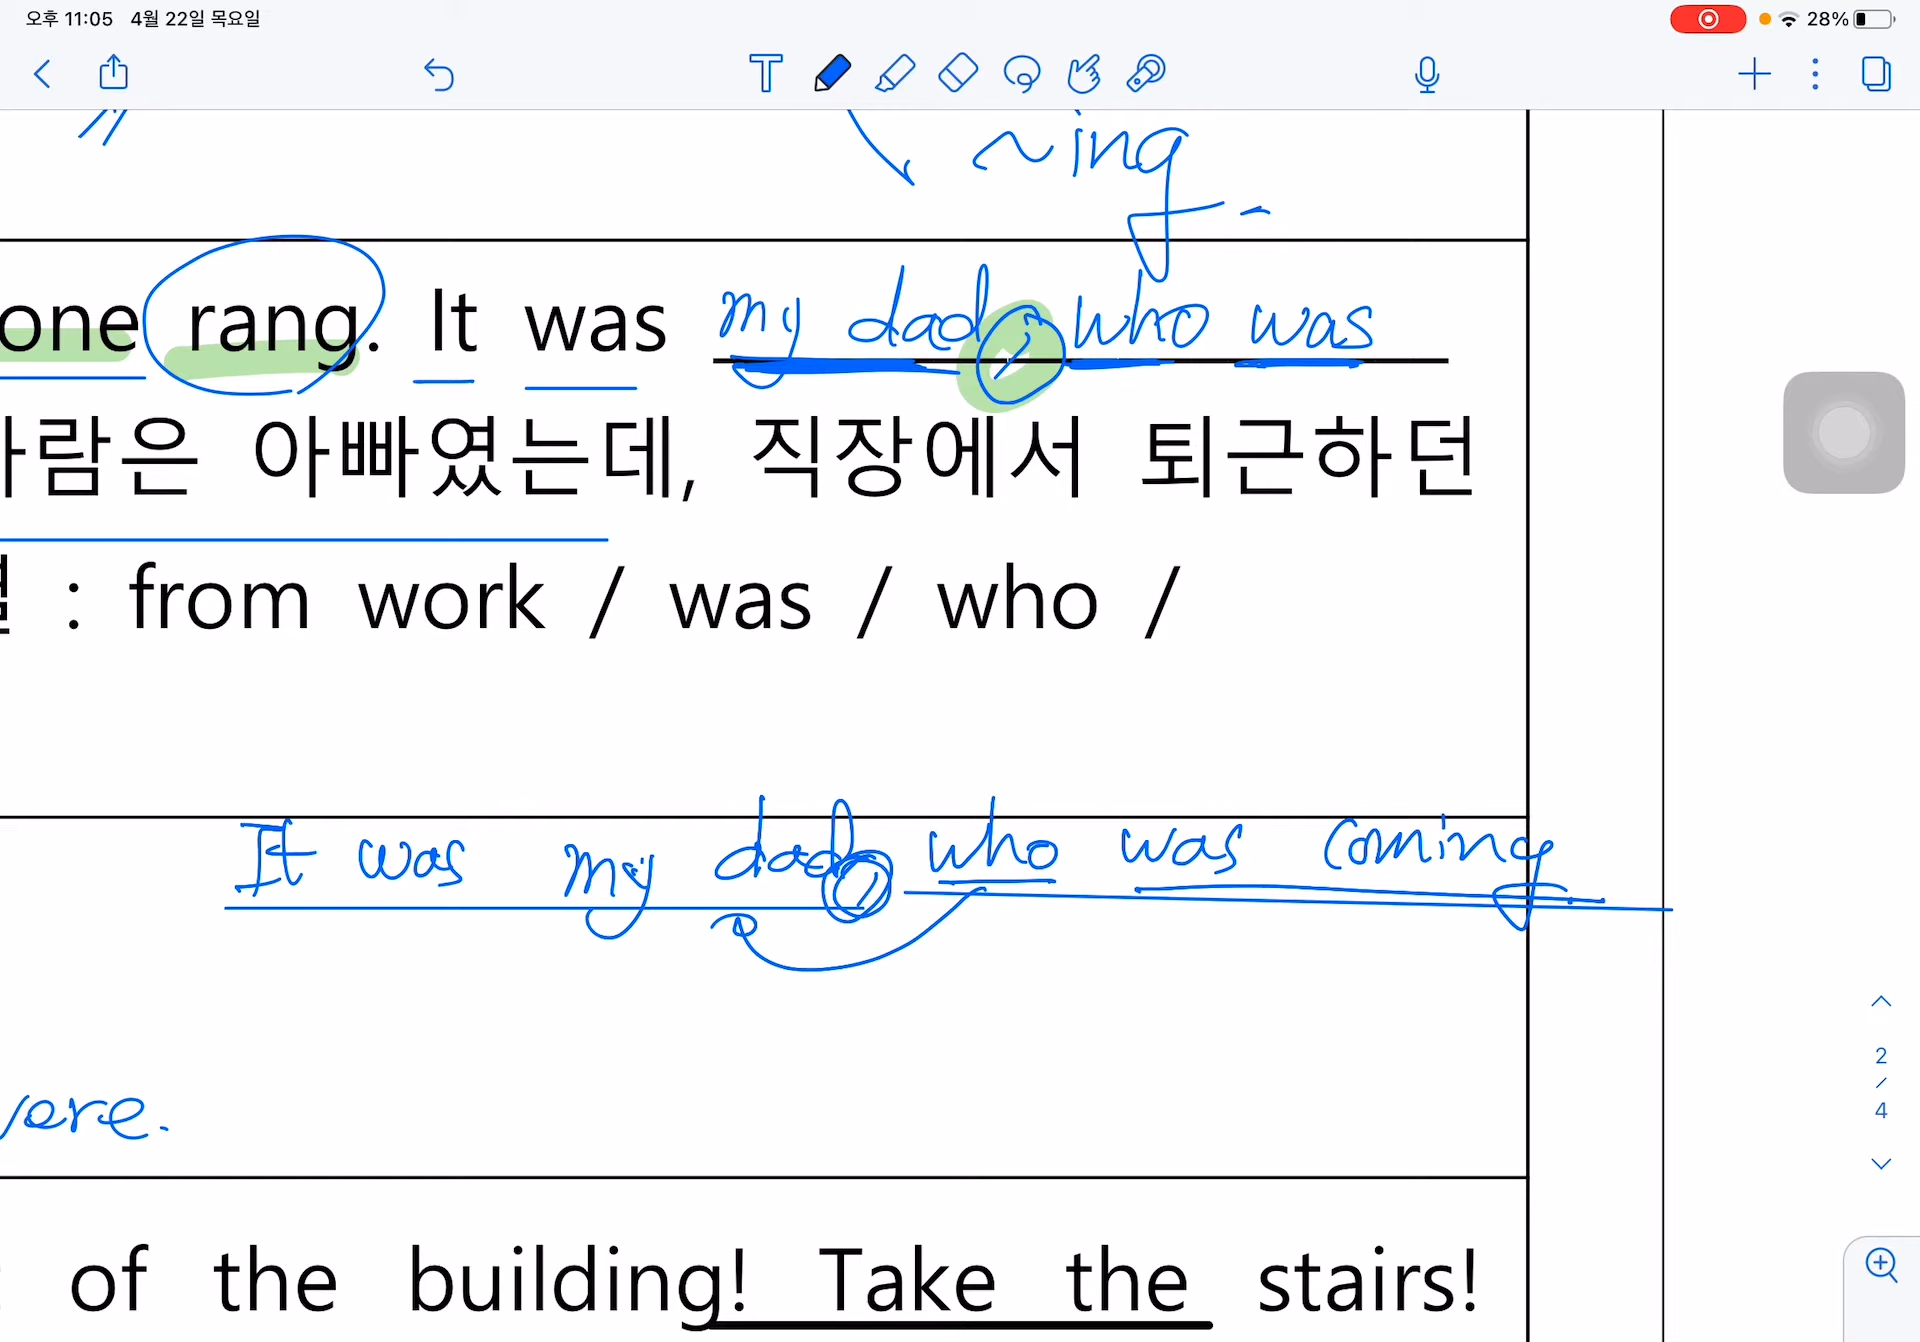 오후 11:05 4월 22일 목요일 28%
~ing
one rang. It was my dad, who was
람은 아빠였는데, 직장에서 퇴근하던
: from work / was / who /
It was my dad, who was coming
2
/
4
of the building! Take the stairs!